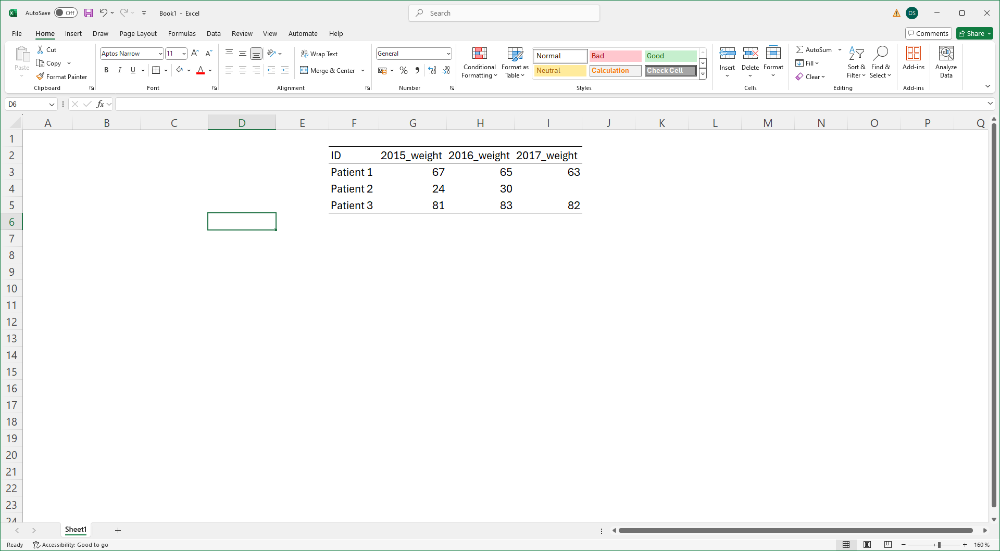 AutoSave Off Book1 - Excel Search DS
File Home Insert Draw Page Layout Formulas Data Review View Automate Help Comments Share
Paste Cut Copy Format Painter Clipboard
Aptos Narrow 11 B I U A Font
ab Wrap Text Merge & Center Alignment
General % , Number
Conditional Formatting Format as Table Normal Bad Good Neutral Calculation Check Cell Styles
Insert Delete Format Cells
AutoSum Fill Clear Sort & Filter Find & Select Editing
Add-ins Add-ins
Analyze Data
D6 fx
A B C D E F G H I J K L M N O P Q
1
2 ID 2015_weight 2016_weight 2017_weight
3 Patient 1 67 65 63
4 Patient 2 24 30
5 Patient 3 81 83 82
6
7
8
9
10
11
12
13
14
15
16
17
18
19
20
21
22
23
24
Sheet1
Ready Accessibility: Good to go 160 %